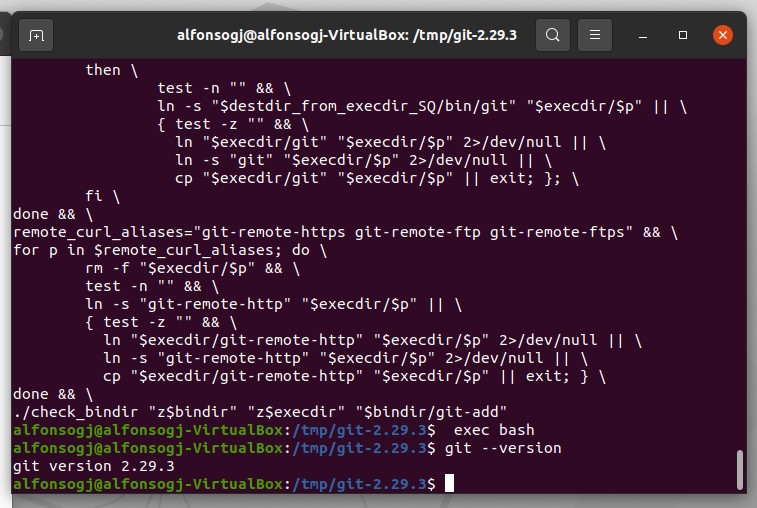 alfonsogj@alfonsogj-VirtualBox: /tmp/git-2.29.3
        then \
                test -n "" && \
                ln -s "$destdir_from_execdir_SQ/bin/git" "$execdir/$p" || \
                { test -z "" && \
                  ln "$execdir/git" "$execdir/$p" 2>/dev/null || \
                  ln -s "git" "$execdir/$p" 2>/dev/null || \
                  cp "$execdir/git" "$execdir/$p" || exit; }; \
        fi \
done && \
remote_curl_aliases="git-remote-https git-remote-ftp git-remote-ftps" && \
for p in $remote_curl_aliases; do \
        rm -f "$execdir/$p" && \
        test -n "" && \
        ln -s "git-remote-http" "$execdir/$p" || \
        { test -z "" && \
          ln "$execdir/git-remote-http" "$execdir/$p" 2>/dev/null || \
          ln -s "git-remote-http" "$execdir/$p" 2>/dev/null || \
          cp "$execdir/git-remote-http" "$execdir/$p" || exit; } \
done && \
./check_bindir "z$bindir" "z$execdir" "$bindir/git-add"
alfonsogj@alfonsogj-VirtualBox:/tmp/git-2.29.3$  exec bash
alfonsogj@alfonsogj-VirtualBox:/tmp/git-2.29.3$ git --version
git version 2.29.3
alfonsogj@alfonsogj-VirtualBox:/tmp/git-2.29.3$